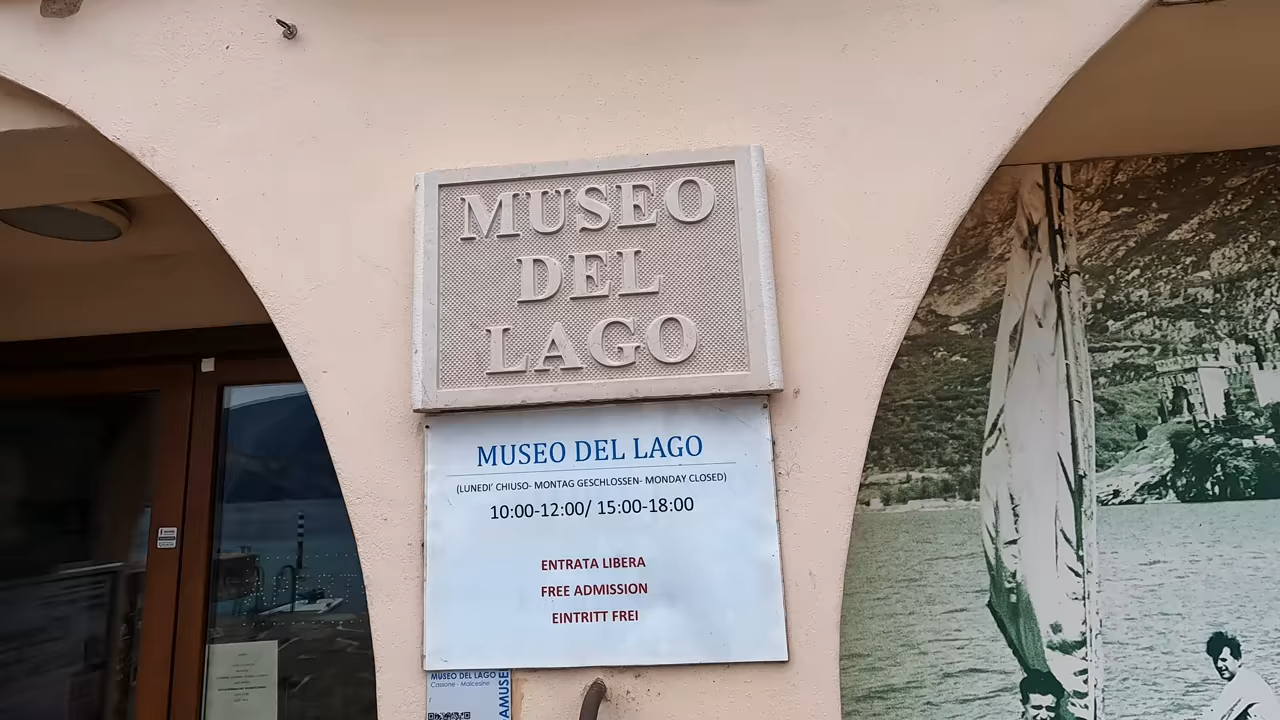 MUSEO
DEL
LAGO
MUSEO DEL LAGO
(LUNEDI' CHIUSO- MONTAG GESCHLOSSEN- MONDAY CLOSED)
10:00-12:00/ 15:00-18:00
ENTRATA LIBERA
FREE ADMISSION
EINTRITT FREI
MUSEO DEL LAGO
Cassone - Malcesine